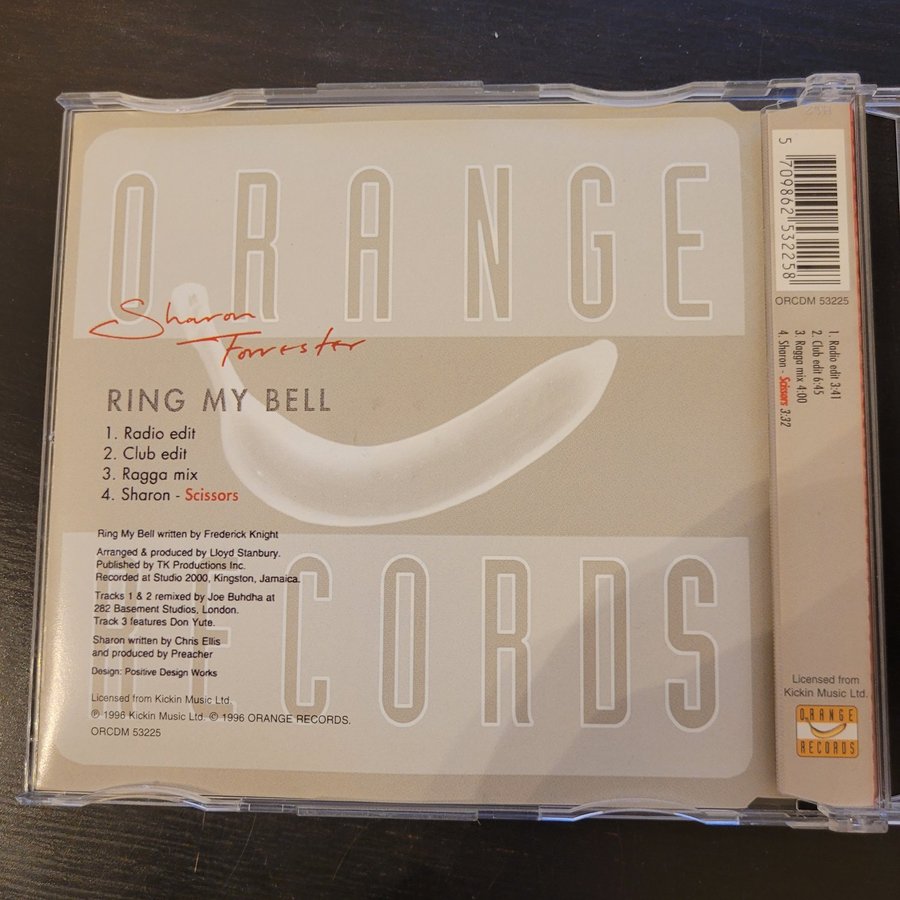 ORANGE
Sharon
Forrester
RING MY BELL
1. Radio edit
2. Club edit
3. Ragga mix
4. Sharon - Scissors
Ring My Bell written by Frederick Knight
Arranged & produced by Lloyd Stanbury.
Published by TK Productions Inc.
Recorded at Studio 2000, Kingston, Jamaica.
Tracks 1 & 2 remixed by Joe Buhdha at
282 Basement Studios, London.
Track 3 features Don Yute.
Sharon written by Chris Ellis
and produced by Preacher
Design: Positive Design Works
Licensed from Kickin Music Ltd.
℗ 1996 Kickin Music Ltd. © 1996 ORANGE RECORDS.
ORCDM 53225
RECORDS
5 709862 532258
ORCDM 53225
1. Radio edit 3:41
2. Club edit 6:45
3. Ragga mix 4:00
4. Sharon - Scissors 3:32
Licensed from
Kickin Music Ltd.
ORANGE
RECORDS